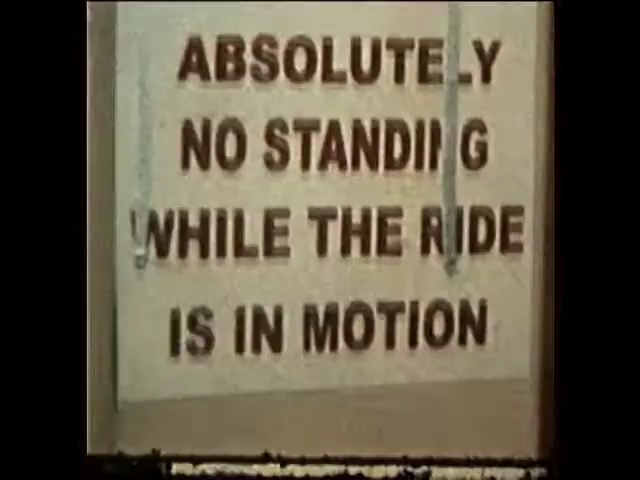 ABSOLUTELY
NO STANDING
WHILE THE RIDE
IS IN MOTION